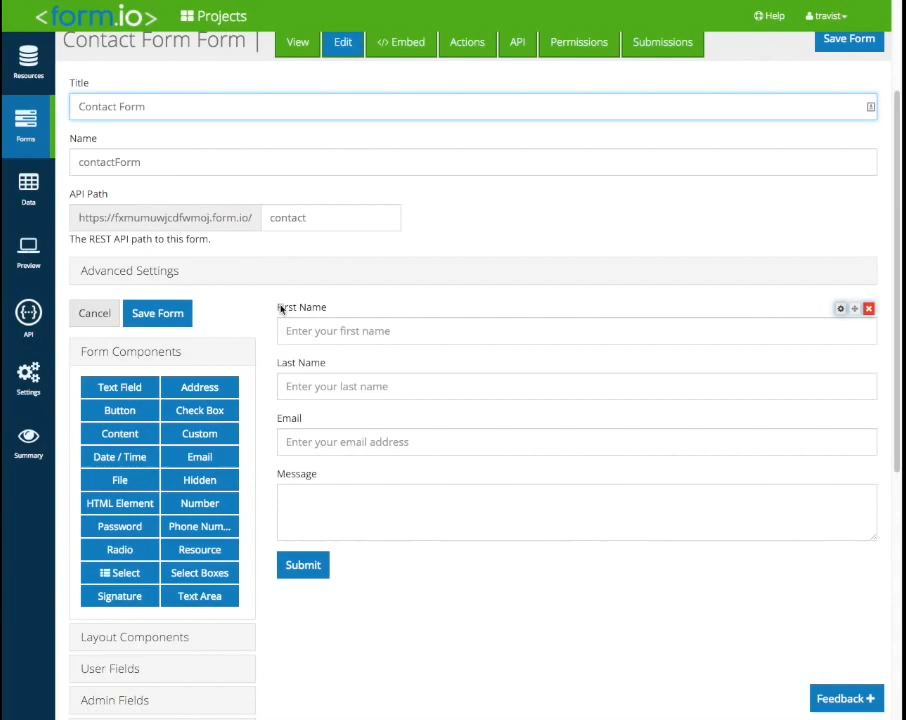 <form.io>
Projects
Help
travist
Contact Form Form
View
Edit
</> Embed
Actions
API
Permissions
Submissions
Save Form
Resources
Forms
Data
Preview
API
Settings
Summary
Title
Contact Form
Name
contactForm
API Path
https://fxmumuwjcdfwmoj.form.io/
contact
The REST API path to this form.
Advanced Settings
Cancel
Save Form
Form Components
Text Field
Address
Button
Check Box
Content
Custom
Date / Time
Email
File
Hidden
HTML Element
Number
Password
Phone Num...
Radio
Resource
Select
Select Boxes
Signature
Text Area
Layout Components
User Fields
Admin Fields
First Name
Enter your first name
Last Name
Enter your last name
Email
Enter your email address
Message
Submit
Feedback +